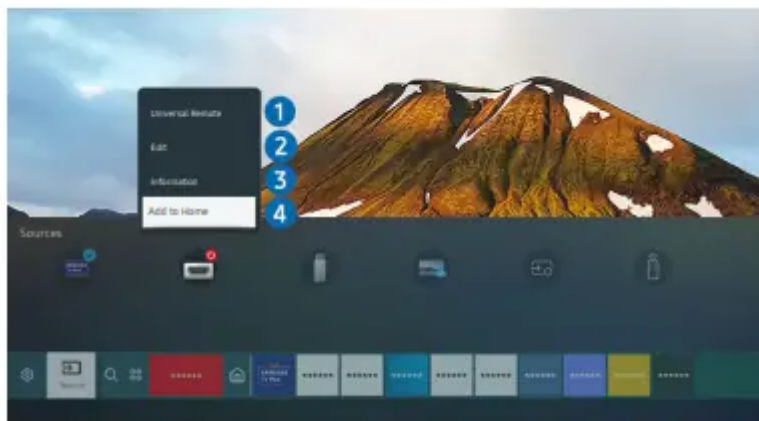 Universal Remote
1
Edit
2
Information
3
Add to Home
4
Sources